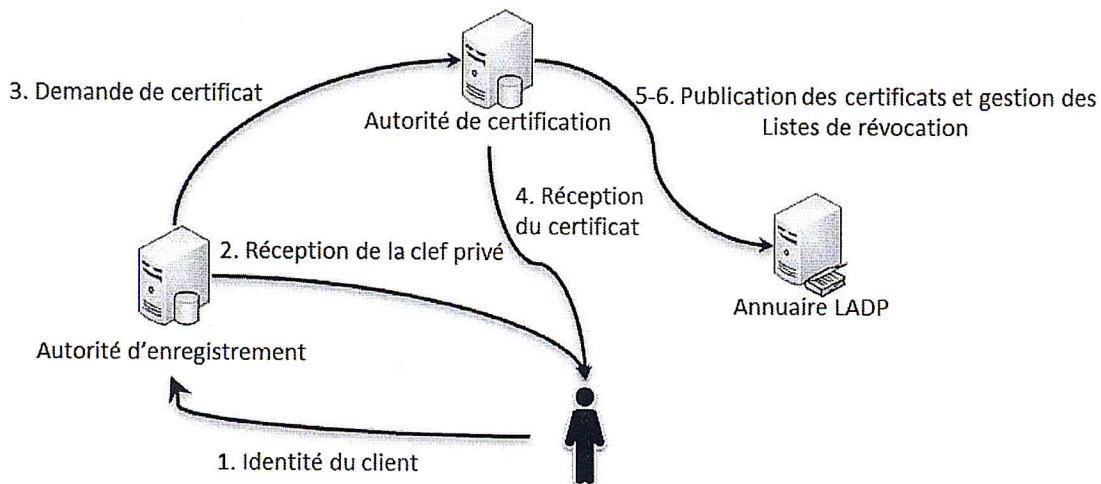 3. Demande de certificat
Autorité de certification
5-6. Publication des certificats et gestion des
Listes de révocation
4. Réception
du certificat
2. Réception de la clef privé
Annuaire LADP
Autorité d'enregistrement
1. Identité du client